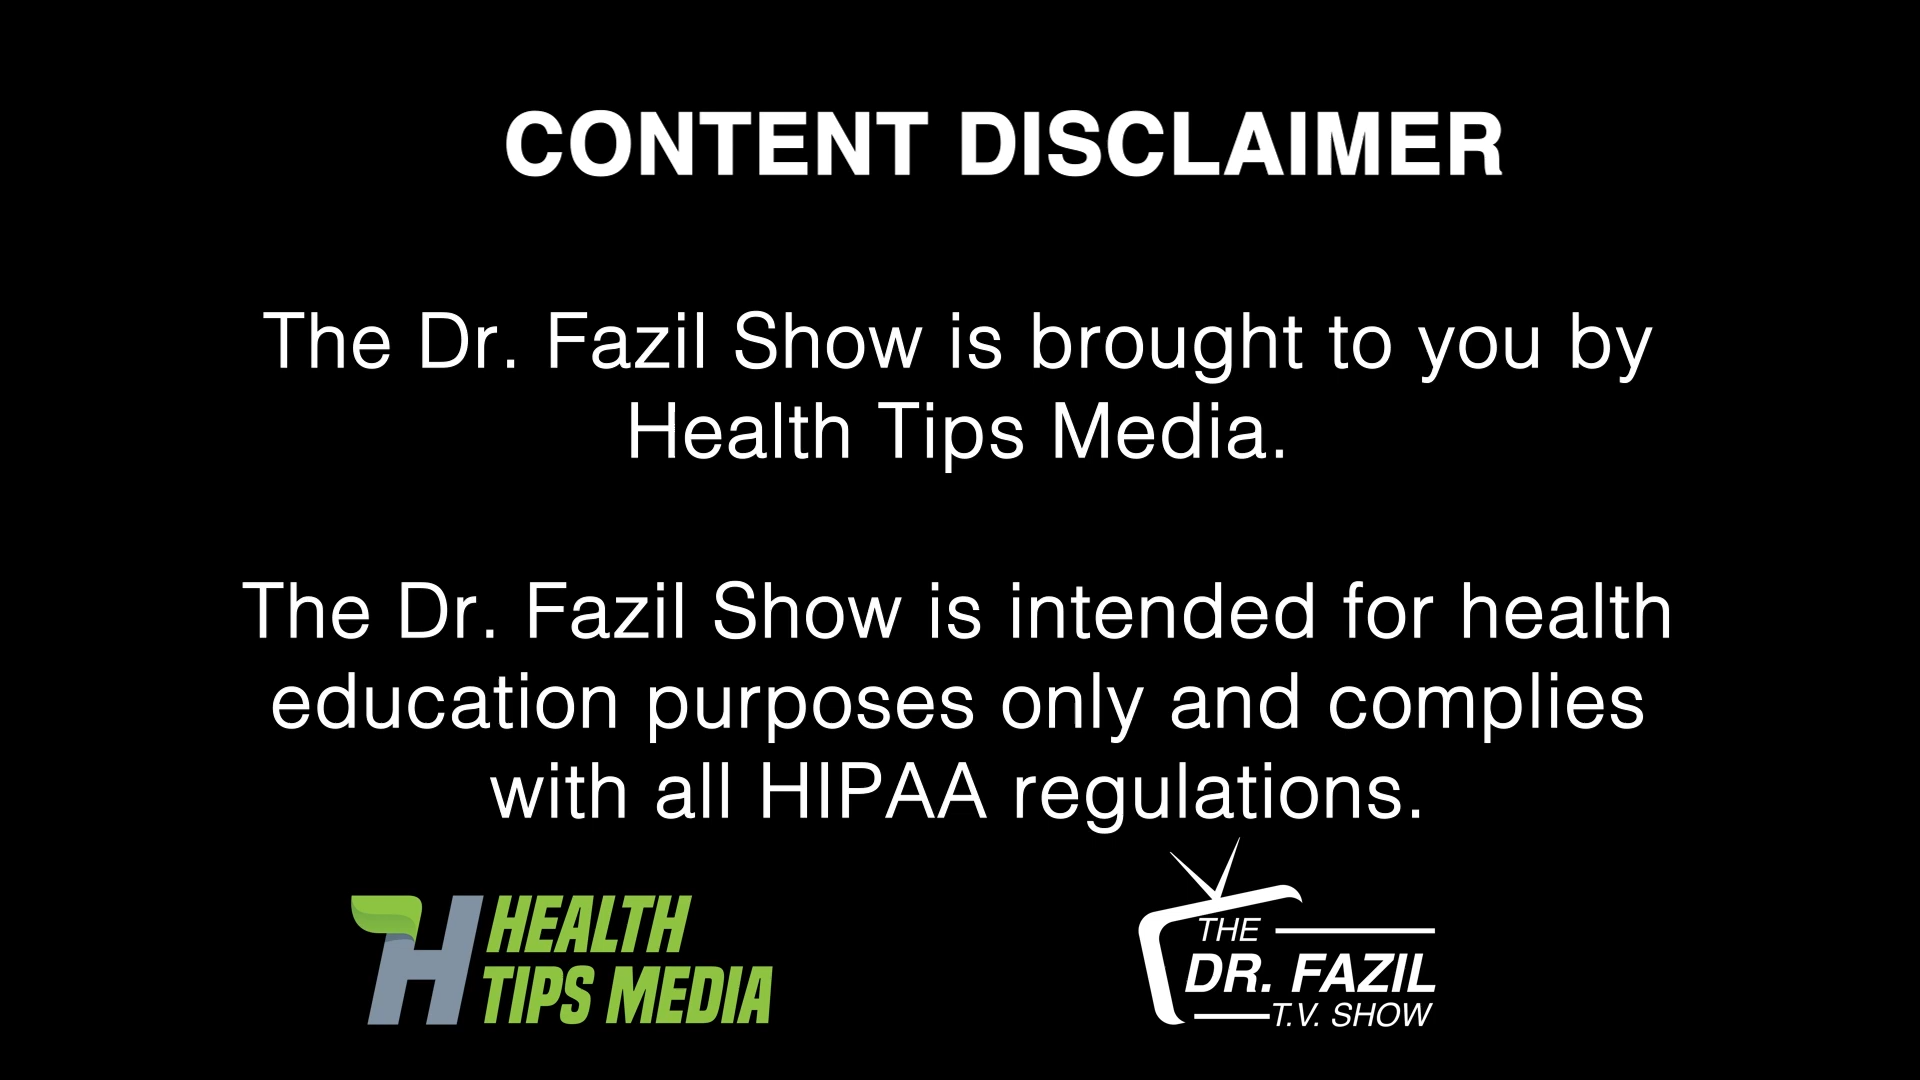 CONTENT DISCLAIMER
The Dr. Fazil Show is brought to you by
Health Tips Media.
The Dr. Fazil Show is intended for health
education purposes only and complies
with all HIPAA regulations.
HEALTH
TIPS MEDIA
THE
DR. FAZIL
T.V. SHOW